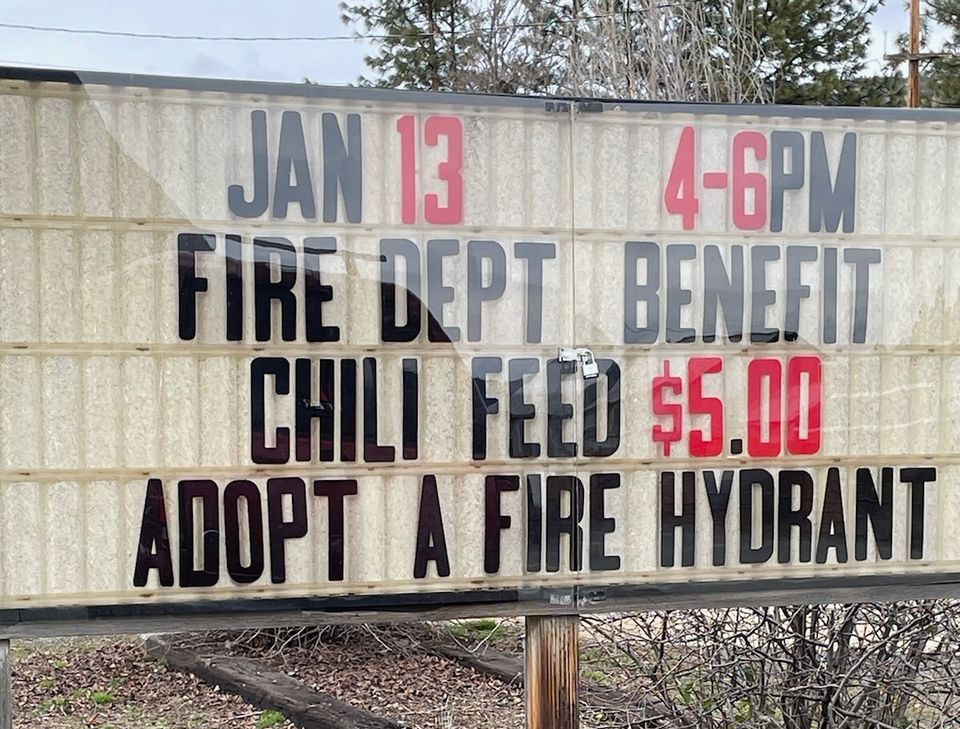 JAN 13 4-6PM
FIRE DEPT BENEFIT
CHILI FEED $5.00
ADOPT A FIRE HYDRANT